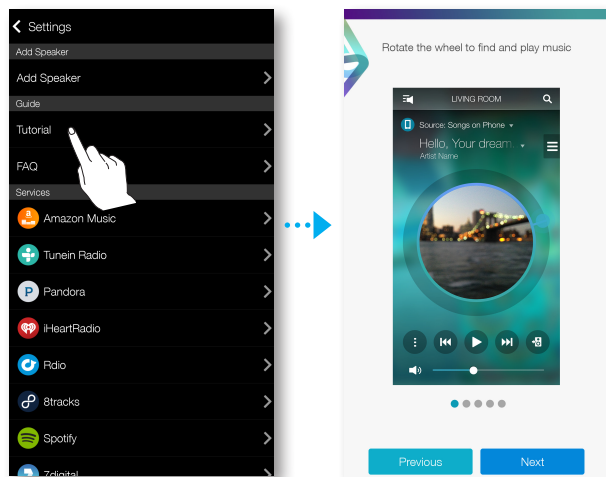 Settings
Add Speaker
Add Speaker
Guide
Tutorial
FAQ
Services
Amazon Music
Tunein Radio
Pandora
iHeartRadio
Rdio
8tracks
Spotify
7digital
Rotate the wheel to find and play music
LIVING ROOM
Source: Songs on Phone
Hello, Your dream.
Artist Name
Previous
Next